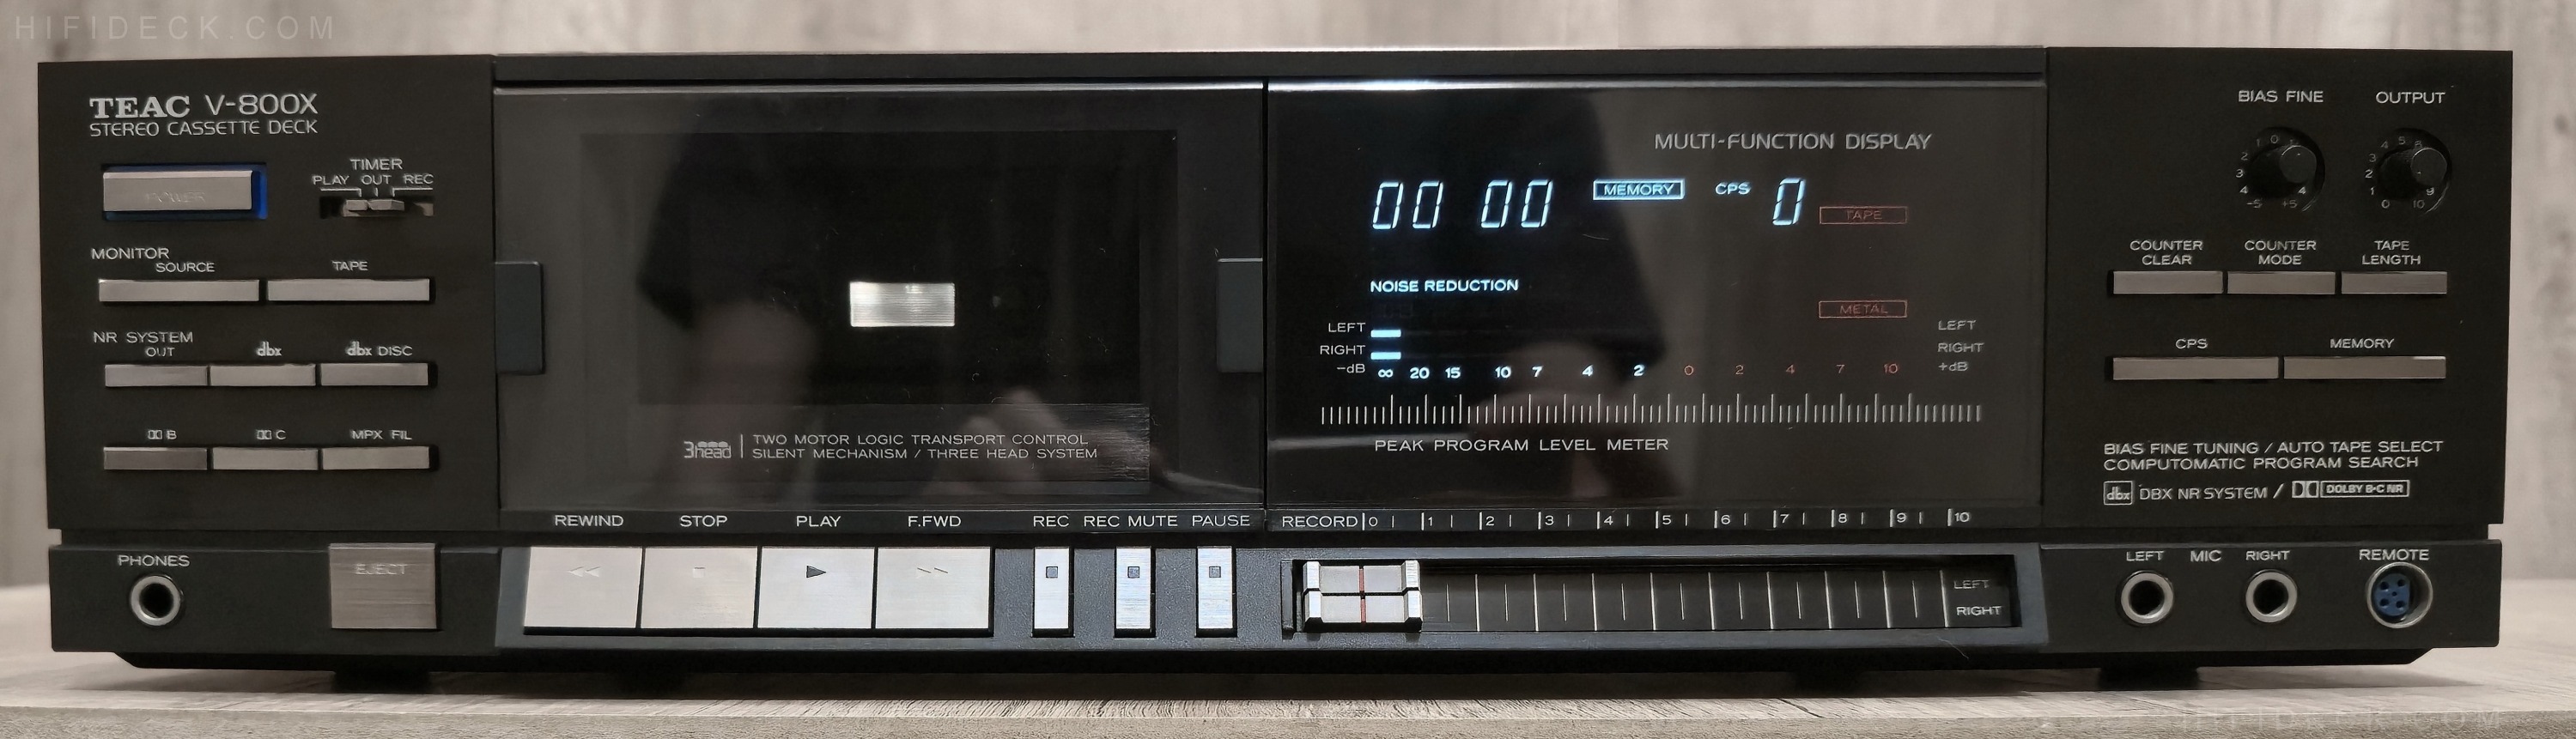 HIFIDECK.COM
TEAC V-800X
STEREO CASSETTE DECK
POWER
TIMER
PLAY OUT REC
MONITOR
SOURCE TAPE
NR SYSTEM
OUT dbx dbx DISC
B C MPX FIL
PHONES
EJECT
3head
TWO MOTOR LOGIC TRANSPORT CONTROL
SILENT MECHANISM / THREE HEAD SYSTEM
REWIND STOP PLAY F.FWD REC REC MUTE PAUSE
MULTI-FUNCTION DISPLAY
00 00 MEMORY CPS 0
TAPE
NOISE REDUCTION
METAL
LEFT LEFT
RIGHT RIGHT
-dB ∞ 20 15 10 7 4 2 0 2 4 7 10 +dB
PEAK PROGRAM LEVEL METER
RECORD 0 1 2 3 4 5 6 7 8 9 10
LEFT
RIGHT
BIAS FINE OUTPUT
COUNTER CLEAR
COUNTER MODE
TAPE LENGTH
CPS MEMORY
BIAS FINE TUNING / AUTO TAPE SELECT
COMPUTOMATIC PROGRAM SEARCH
dbx DBX NR SYSTEM / DOLBY B·C NR
LEFT MIC RIGHT REMOTE
HIFIDECK.COM